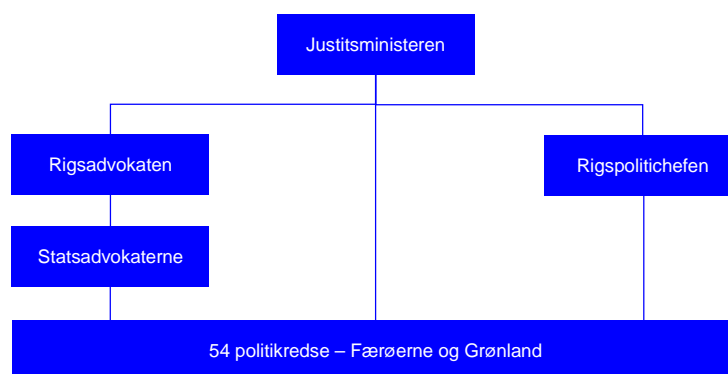 Justitsministeren
Rigsadvokaten
Rigspolitichefen
Statsadvokaterne
54 politikredse – Færøerne og Grønland